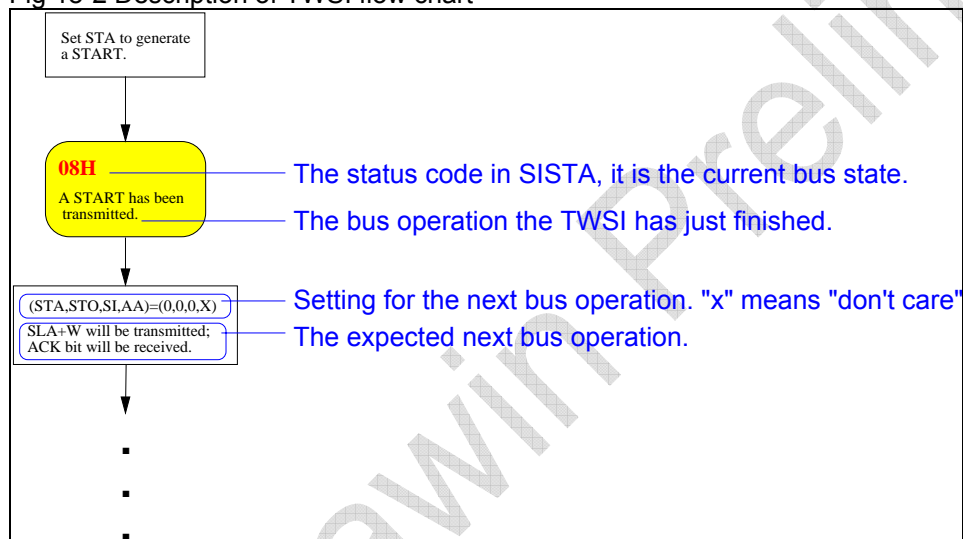 Fig 18-2 Description of TWSI flow chart
Set STA to generate
a START.
08H
The status code in SISTA, it is the current bus state.
A START has been
transmitted.
The bus operation the TWSI has just finished.
(STA,STO,SI,AA)=(0,0,0,X)
Setting for the next bus operation. "x" means "don't care"
SLA+W will be transmitted;
ACK bit will be received.
The expected next bus operation.